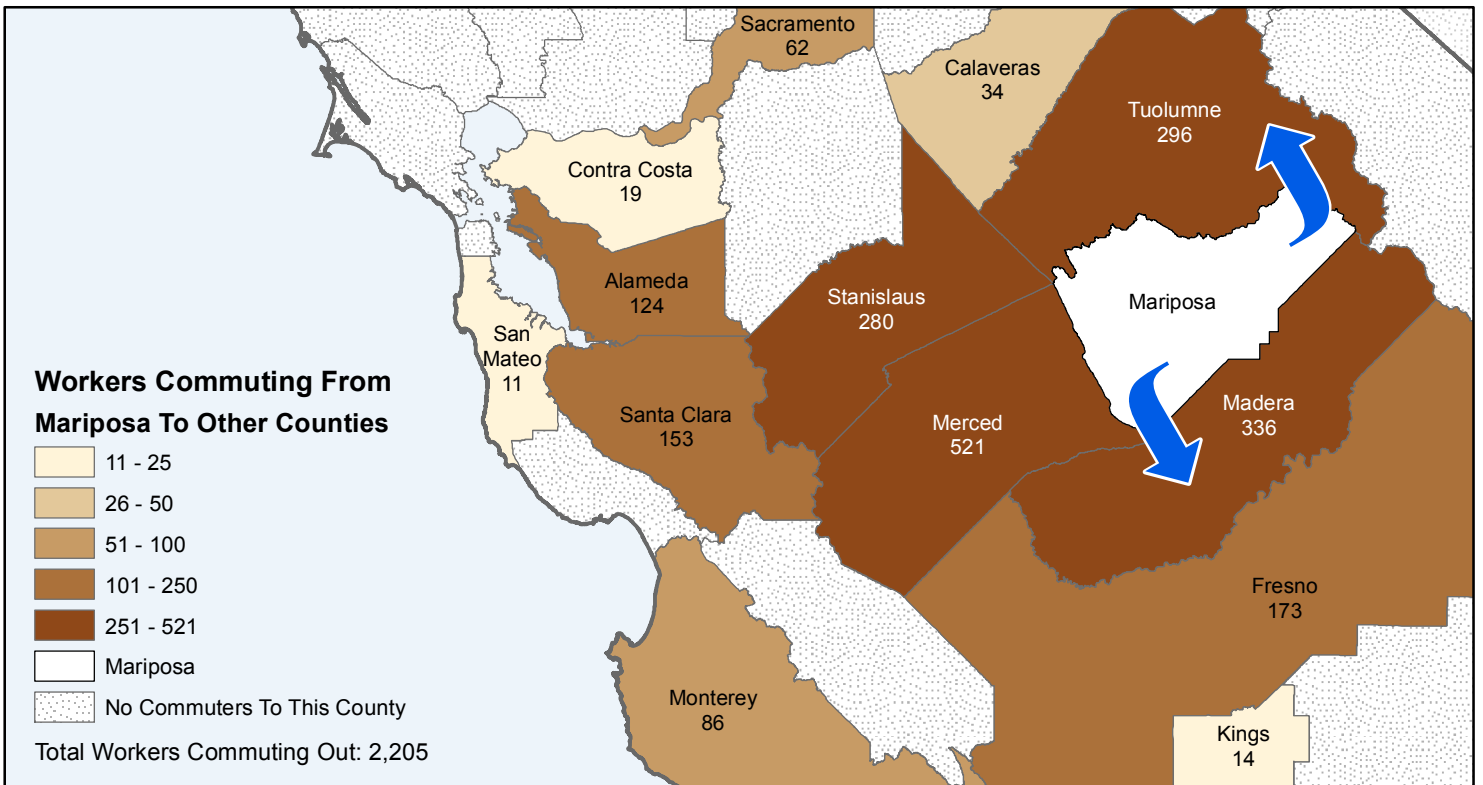 Sacramento
62
Calaveras
34
Tuolumne
296
Contra Costa
19
Alameda
124
Stanislaus
280
Mariposa
San
Mateo
11
Santa Clara
153
Merced
521
Madera
336
Fresno
173
Monterey
86
Kings
14
Workers Commuting From
Mariposa To Other Counties
11 - 25
26 - 50
51 - 100
101 - 250
251 - 521
Mariposa
No Commuters To This County
Total Workers Commuting Out: 2,205